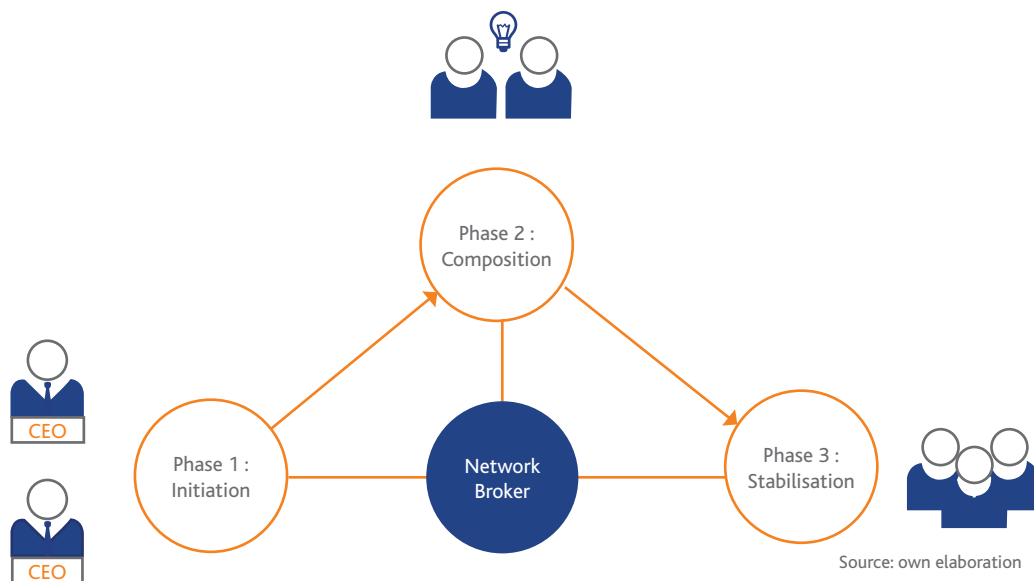 Phase 2 :
Composition
CEO
Phase 1 :
Initiation
Network
Broker
Phase 3 :
Stabilisation
CEO
Source: own elaboration